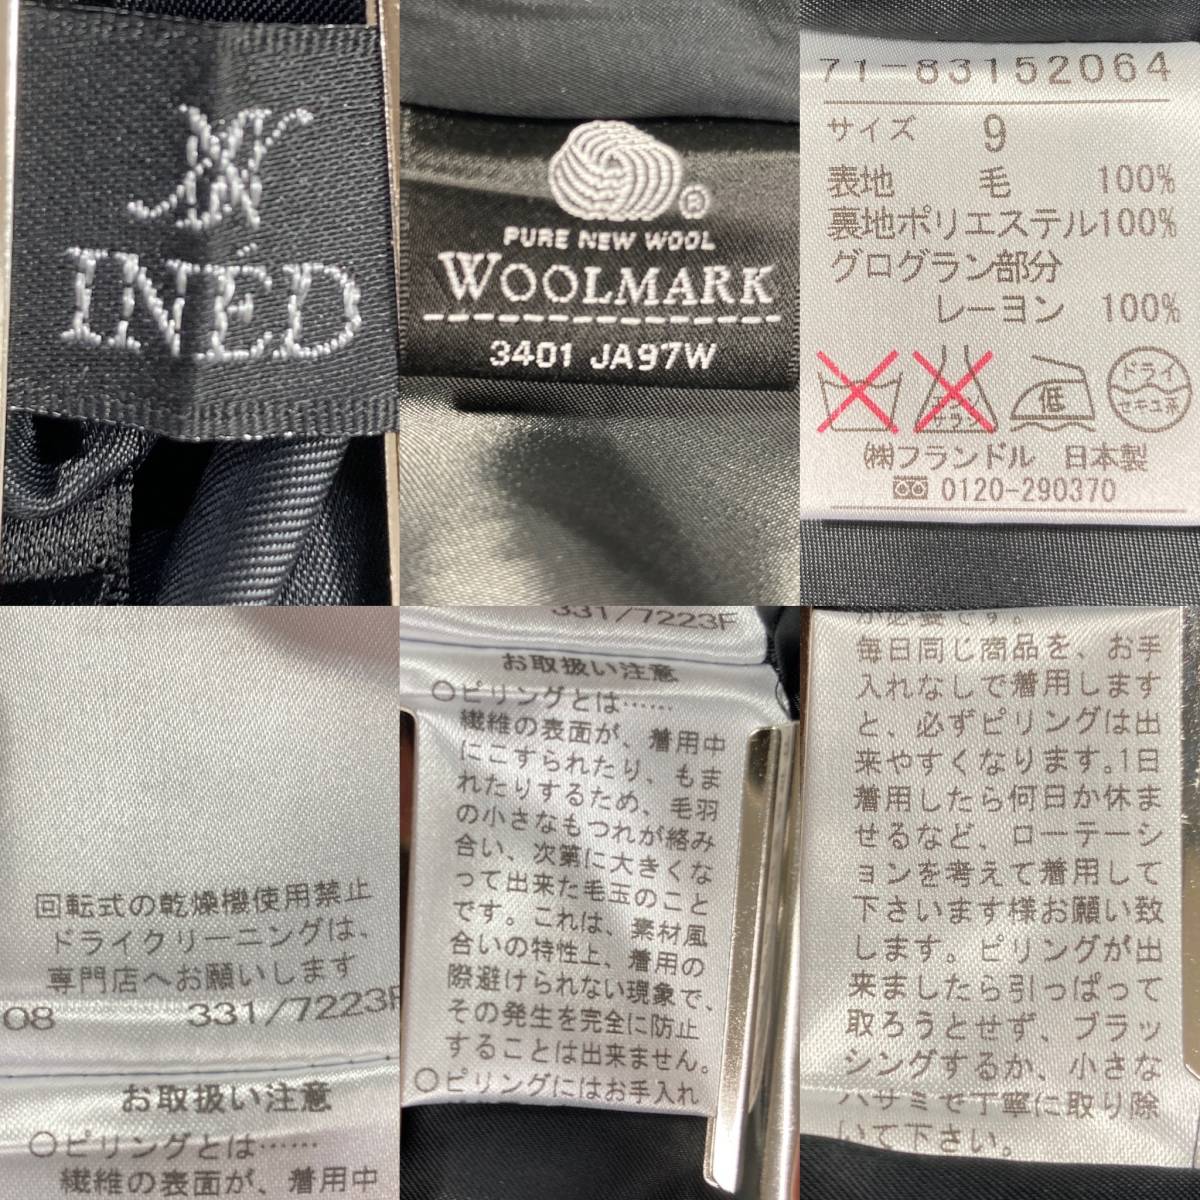 INÉD
PURE NEW WOOL
WOOLMARK
3401 JA97W
71-83152064
サイズ 9
表地 毛 100%
裏地ポリエステル100%
グログラン部分
レーヨン 100%
低
ドライ
セキユ系
㈱フランドル 日本製
0120-290370
回転式の乾燥機使用禁止
ドライクリーニングは、
専門店へお願いします
08 331/7223F
お取扱い注意
○ピリングとは……
繊維の表面が、着用中
331/7223F
お取扱い注意
○ピリングとは……
繊維の表面が、着用中
にこすられたり、もま
れたりするため、毛羽
の小さなもつれが絡み
合い、次第に大きくな
って出来た毛玉のこと
です。これは、素材風
合いの特性上、着用の
際避けられない現象で、
その発生を完全に防止
することは出来ません。
○ピリングにはお手入れ
が必要です。
毎日同じ商品を、お手
入れなしで着用します
と、必ずピリングは出
来やすくなります。1日
着用したら何日か休ま
せるなど、ローテーシ
ョンを考えて着用して
下さいます様お願い致
します。ピリングが出
来ましたら引っぱって
取ろうとせず、ブラッ
シングするか、小さな
ハサミで丁寧に取り除
いて下さい。